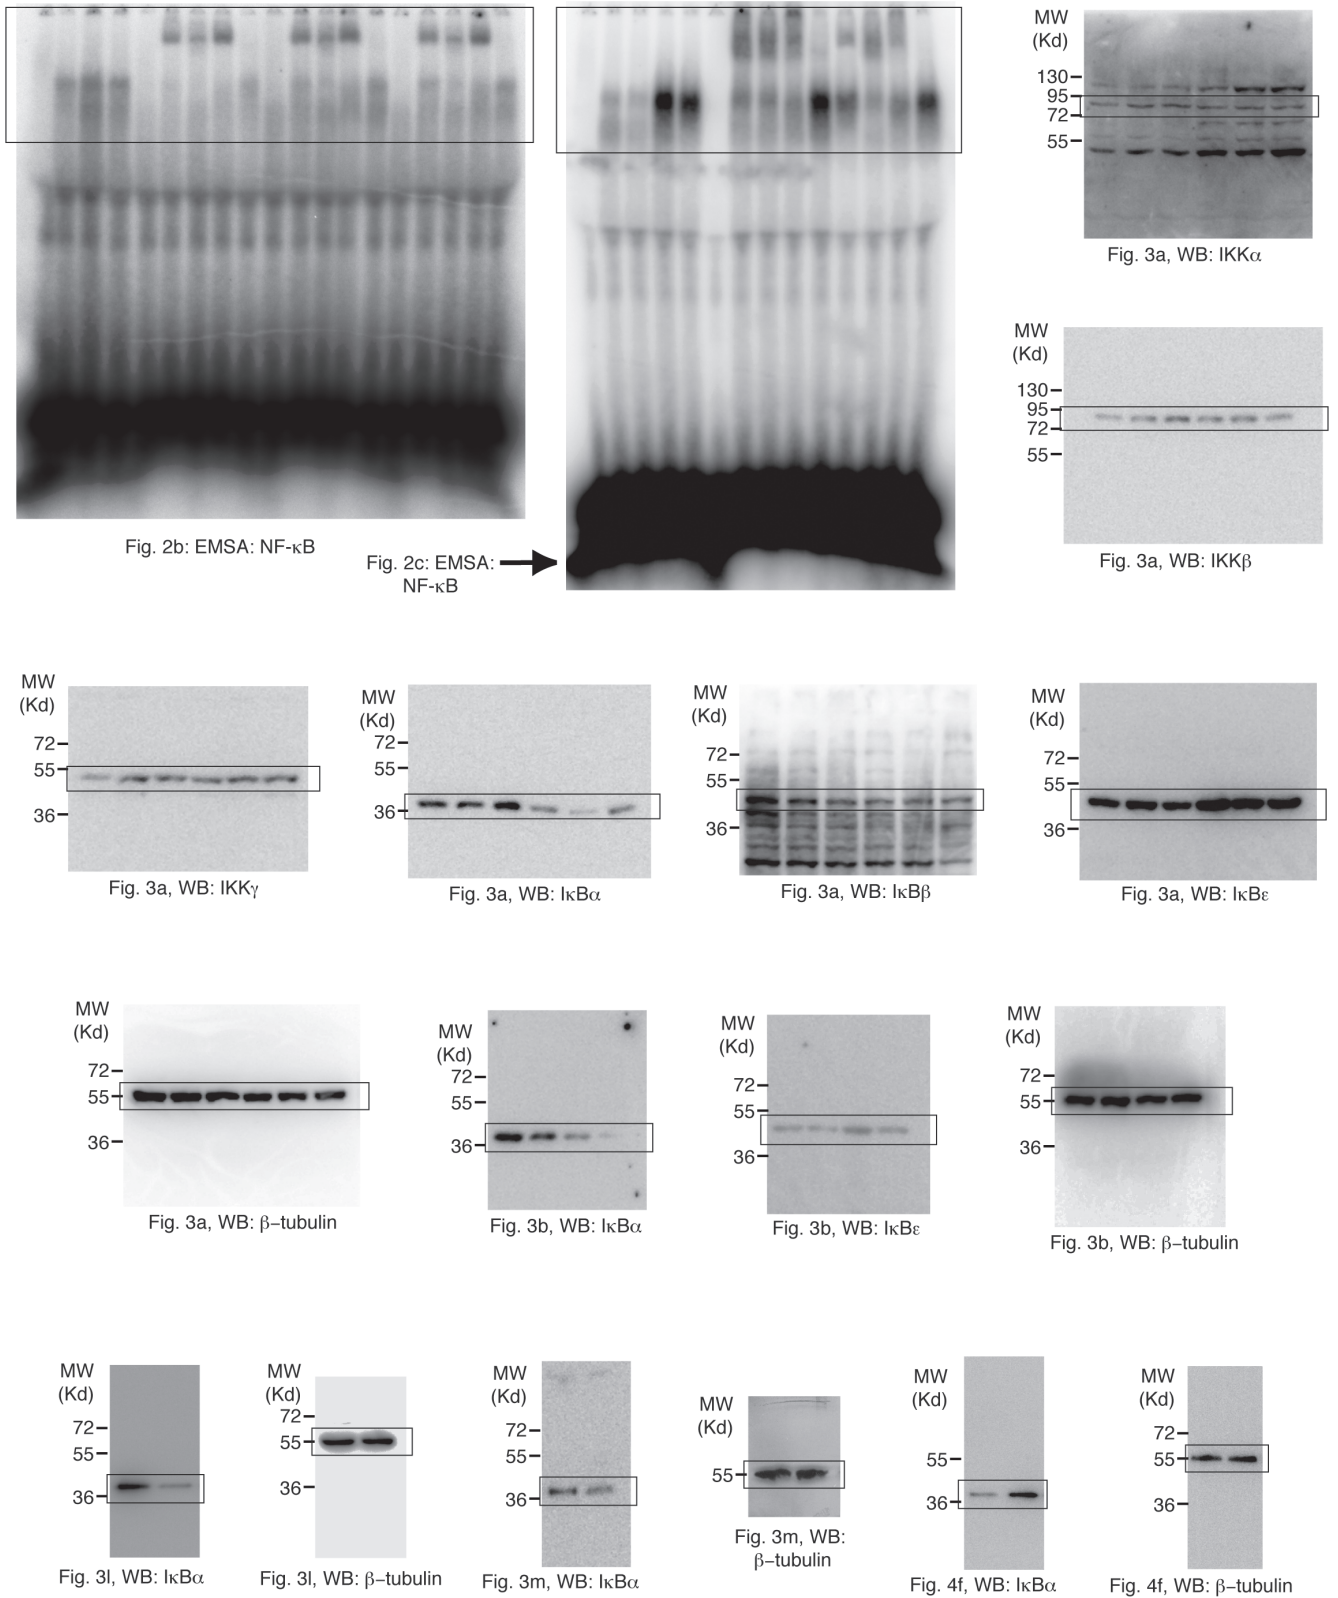 MW
(Kd)
130
95
72
55
Fig. 3a, WB: IKKα
MW
(Kd)
130
95
72
55
Fig. 3a, WB: IKKβ
Fig. 2b: EMSA: NF-κB
Fig. 2c: EMSA:
NF-κB
MW
(Kd)
72
55
36
Fig. 3a, WB: IKKγ
MW
(Kd)
72
55
36
Fig. 3a, WB: IκBα
MW
(Kd)
72
55
36
Fig. 3a, WB: IκBβ
MW
(Kd)
72
55
36
Fig. 3a, WB: IκBε
MW
(Kd)
72
55
36
Fig. 3a, WB: β–tubulin
MW
(Kd)
72
55
36
Fig. 3b, WB: IκBα
MW
(Kd)
72
55
36
Fig. 3b, WB: IκBε
MW
(Kd)
72
55
36
Fig. 3b, WB: β–tubulin
MW
(Kd)
72
55
36
Fig. 3l, WB: IκBα
MW
(Kd)
72
55
36
Fig. 3l, WB: β–tubulin
MW
(Kd)
72
55
36
Fig. 3m, WB: IκBα
MW
(Kd)
55
Fig. 3m, WB:
β–tubulin
MW
(Kd)
55
36
Fig. 4f, WB: IκBα
MW
(Kd)
72
55
36
Fig. 4f, WB: β–tubulin